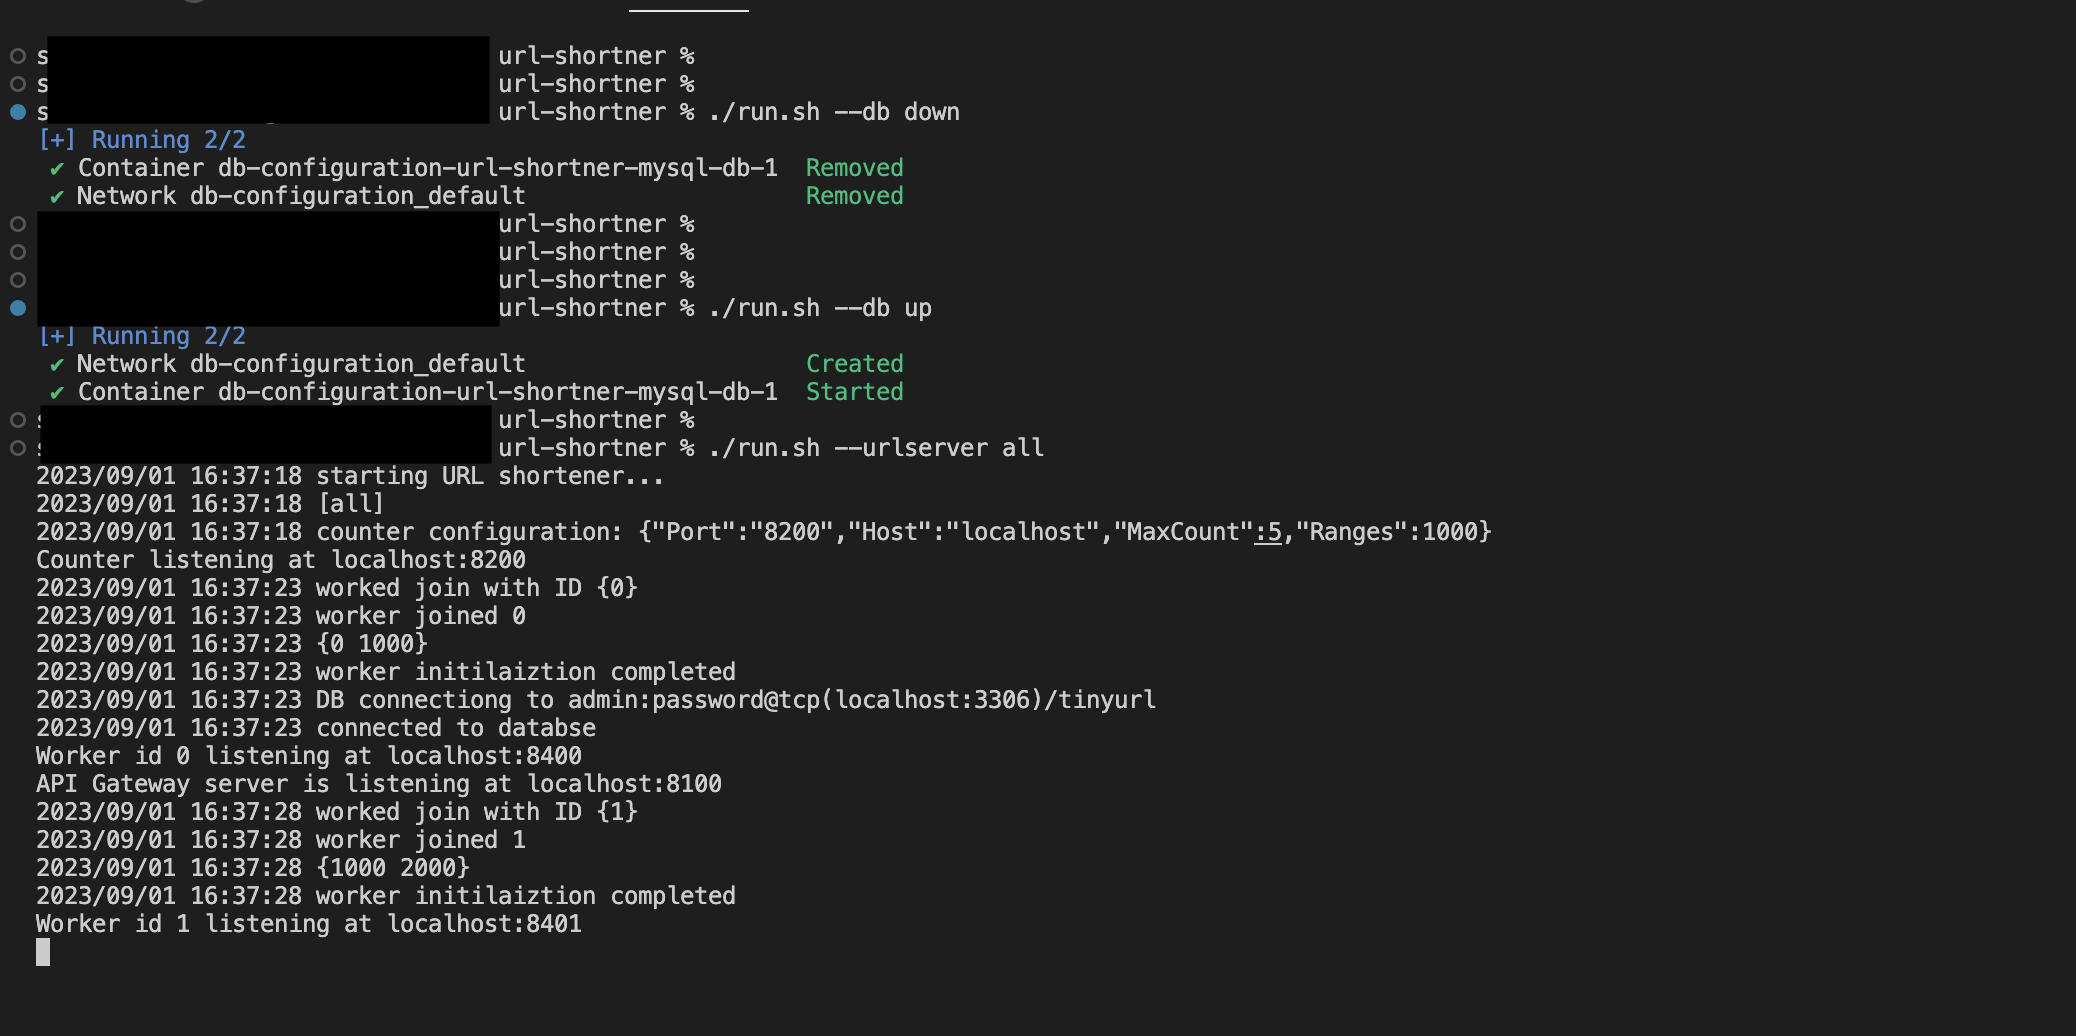 s url-shortner %
s url-shortner %
s url-shortner % ./run.sh --db down
[+] Running 2/2
✔ Container db-configuration-url-shortner-mysql-db-1 Removed
✔ Network db-configuration_default Removed
url-shortner %
url-shortner %
url-shortner %
url-shortner % ./run.sh --db up
[+] Running 2/2
✔ Network db-configuration_default Created
✔ Container db-configuration-url-shortner-mysql-db-1 Started
url-shortner %
url-shortner % ./run.sh --urlserver all
2023/09/01 16:37:18 starting URL shortener...
2023/09/01 16:37:18 [all]
2023/09/01 16:37:18 counter configuration: {"Port":"8200","Host":"localhost","MaxCount":5,"Ranges":1000}
Counter listening at localhost:8200
2023/09/01 16:37:23 worked join with ID {0}
2023/09/01 16:37:23 worker joined 0
2023/09/01 16:37:23 {0 1000}
2023/09/01 16:37:23 worker initilaiztion completed
2023/09/01 16:37:23 DB connectiong to admin:password@tcp(localhost:3306)/tinyurl
2023/09/01 16:37:23 connected to databse
Worker id 0 listening at localhost:8400
API Gateway server is listening at localhost:8100
2023/09/01 16:37:28 worked join with ID {1}
2023/09/01 16:37:28 worker joined 1
2023/09/01 16:37:28 {1000 2000}
2023/09/01 16:37:28 worker initilaiztion completed
Worker id 1 listening at localhost:8401